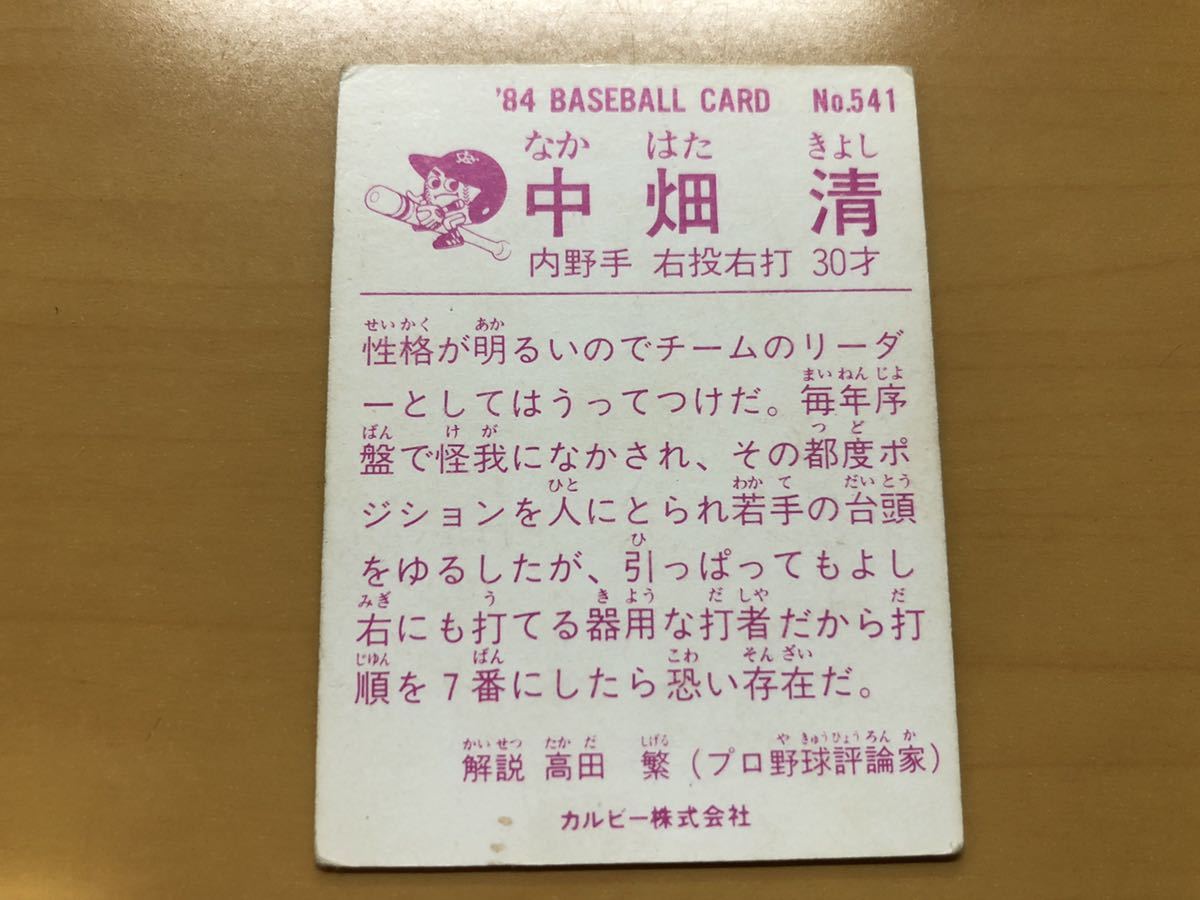 '84 BASEBALL CARD No.541
なか はた きよし
中畑 清
内野手 右投右打 30才
せいかく あか
性格が明るいのでチームのリーダ
まいねんじよ
ーとしてはうってつけだ。毎年序
ばん けが つど
盤で怪我になかされ、その都度ポ
ひと わかて だいとう
ジションを人にとられ若手の台頭
ひ
をゆるしたが、引っぱってもよし
みぎ う きよう だしや だ
右にも打てる器用な打者だから打
じゆん ばん こわ そんざい
順を7番にしたら恐い存在だ。
かいせつ たかだ しげる やきゅうひょうろんか
解説 高田 繁(プロ野球評論家)
カルビー株式会社